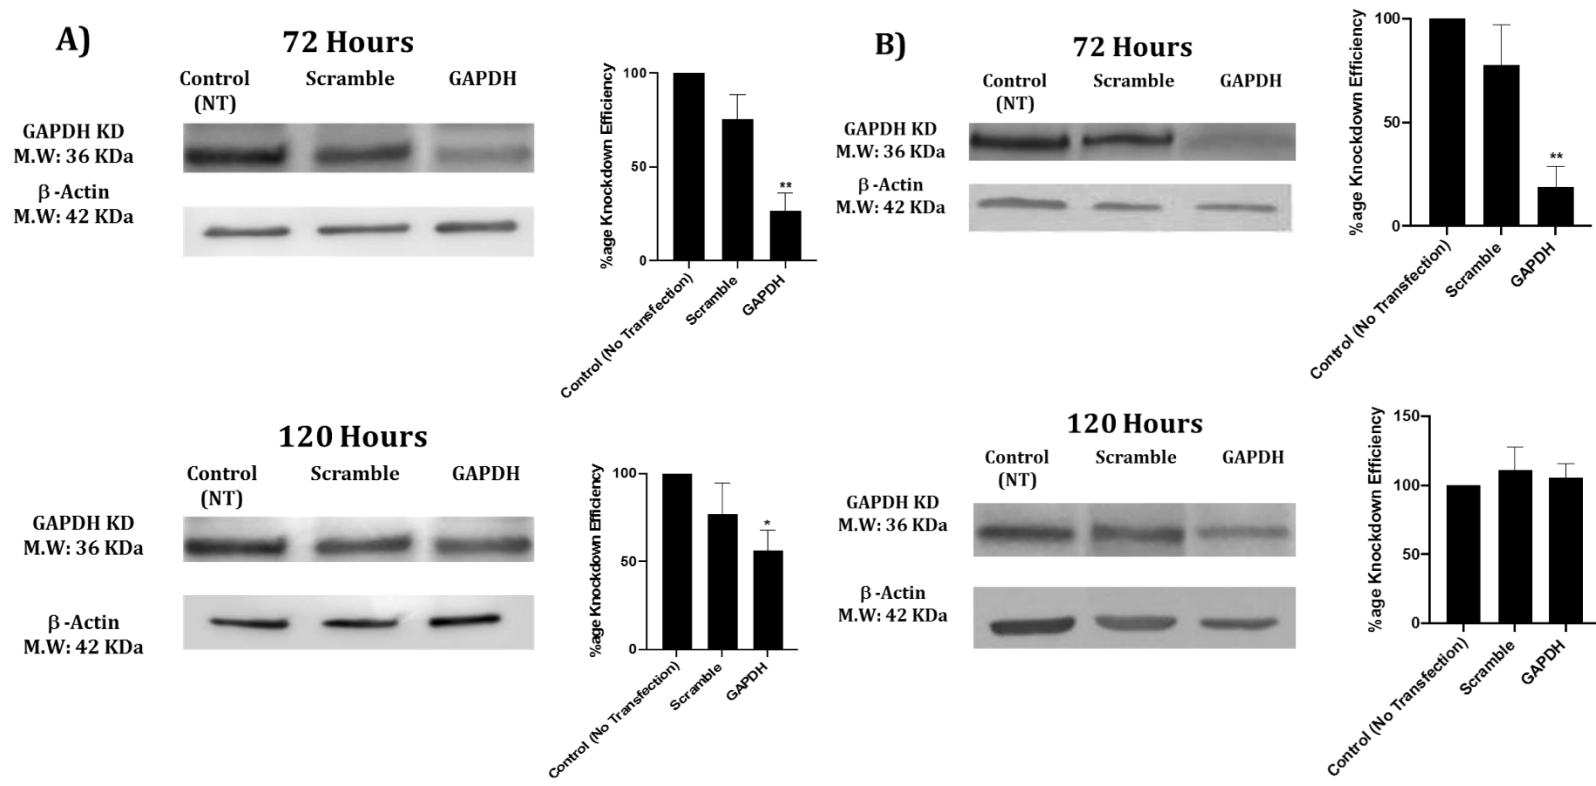 A)
72 Hours
Control
(NT)
Scramble
GAPDH
GAPDH KD
M.W: 36 KDa
β -Actin
M.W: 42 KDa
%age Knockdown Efficiency
100
50
0
**
Control (No Transfection)
Scramble
GAPDH
120 Hours
Control
(NT)
Scramble
GAPDH
GAPDH KD
M.W: 36 KDa
β -Actin
M.W: 42 KDa
%age Knockdown Efficiency
100
50
0
*
Control (No Transfection)
Scramble
GAPDH
B)
72 Hours
Control
(NT)
Scramble
GAPDH
GAPDH KD
M.W: 36 KDa
β -Actin
M.W: 42 KDa
%age Knockdown Efficiency
100
50
0
**
Control (No Transfection)
Scramble
GAPDH
120 Hours
Control
(NT)
Scramble
GAPDH
GAPDH KD
M.W: 36 KDa
β -Actin
M.W: 42 KDa
%age Knockdown Efficiency
150
100
50
0
Control (No Transfection)
Scramble
GAPDH